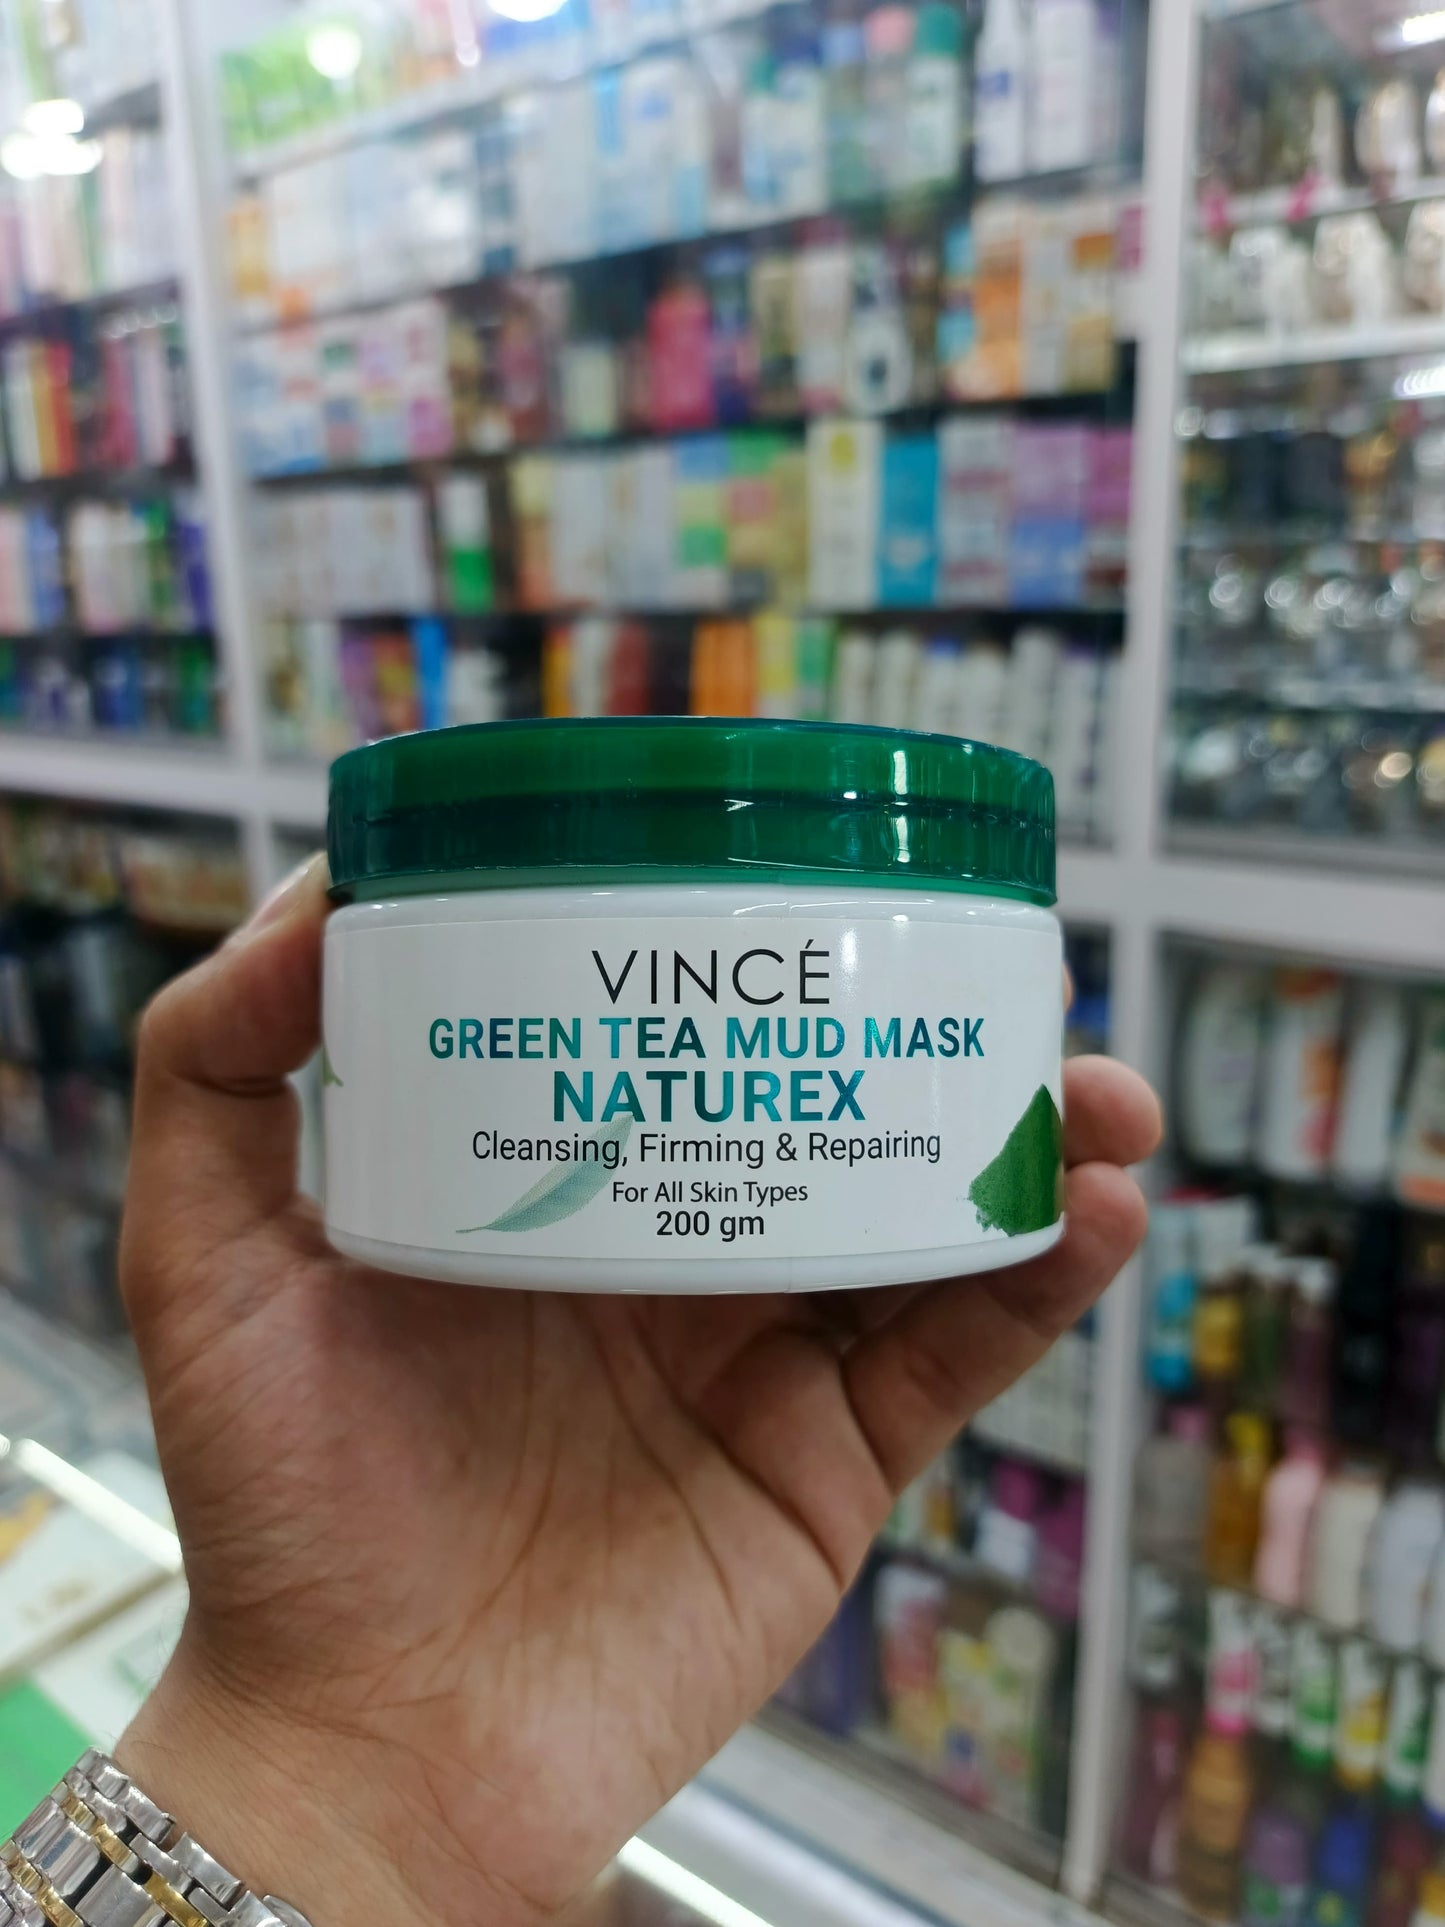 VINCÉ
GREEN TEA MUD MASK
NATUREX
Cleansing, Firming & Repairing
For All Skin Types
200 gm